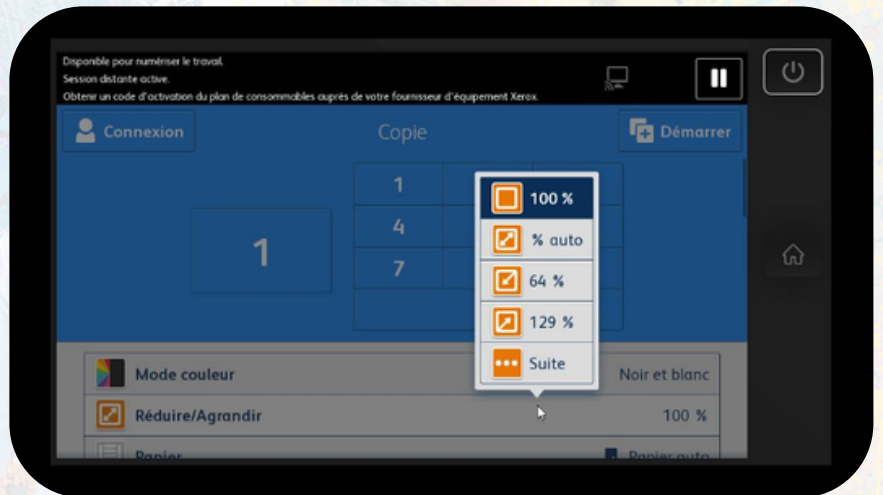 Disponible pour numériser le travail.
Session distante active.
Obtenir un code d'activation du plan de consommables auprès de votre fournisseur d'équipement Xerox.
Connexion
Copie
Démarrer
1
1
4
7
100 %
% auto
64 %
129 %
Suite
Mode couleur
Noir et blanc
Réduire/Agrandir
100 %
Papier
Papier auto